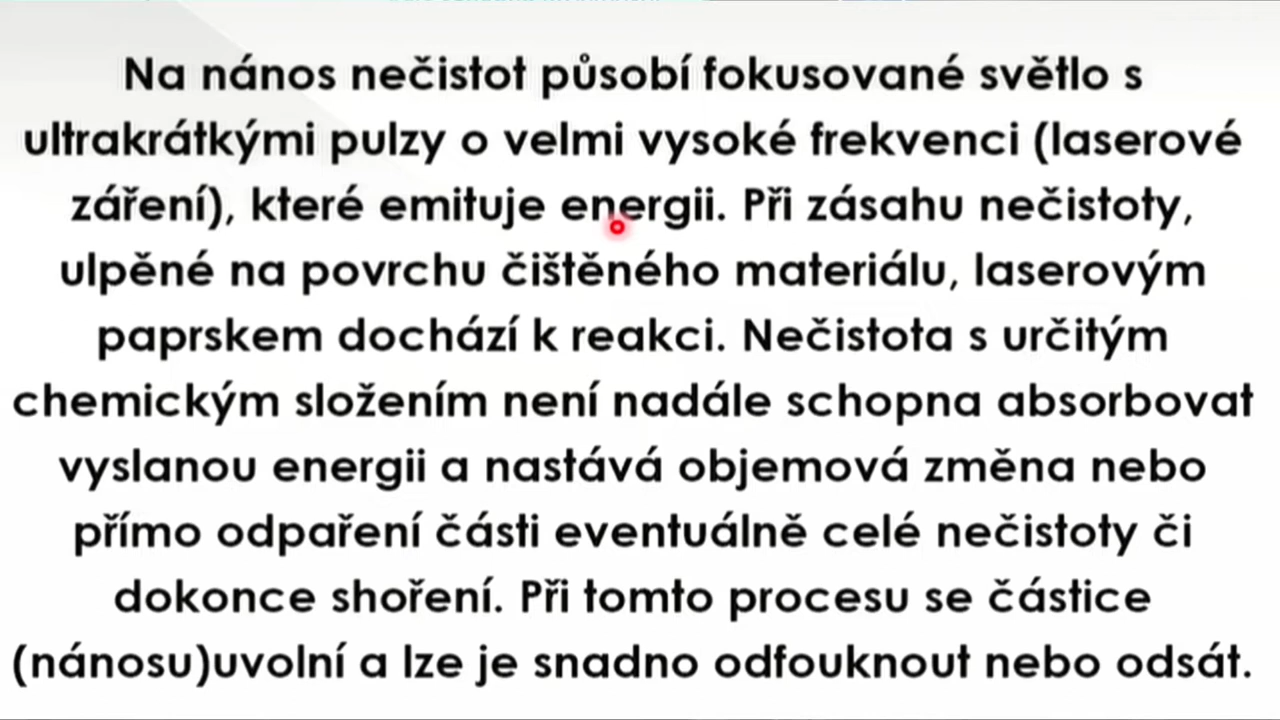 Na nános nečistot působí fokusované světlo s
ultrakrátkými pulzy o velmi vysoké frekvenci (laserové
záření), které emituje energii. Při zásahu nečistoty,
ulpěné na povrchu čištěného materiálu, laserovým
paprskem dochází k reakci. Nečistota s určitým
chemickým složením není nadále schopna absorbovat
vyslanou energii a nastává objemová změna nebo
přímo odpaření části eventuálně celé nečistoty či
dokonce shoření. Při tomto procesu se částice
(nánosu)uvolní a lze je snadno odfouknout nebo odsát.